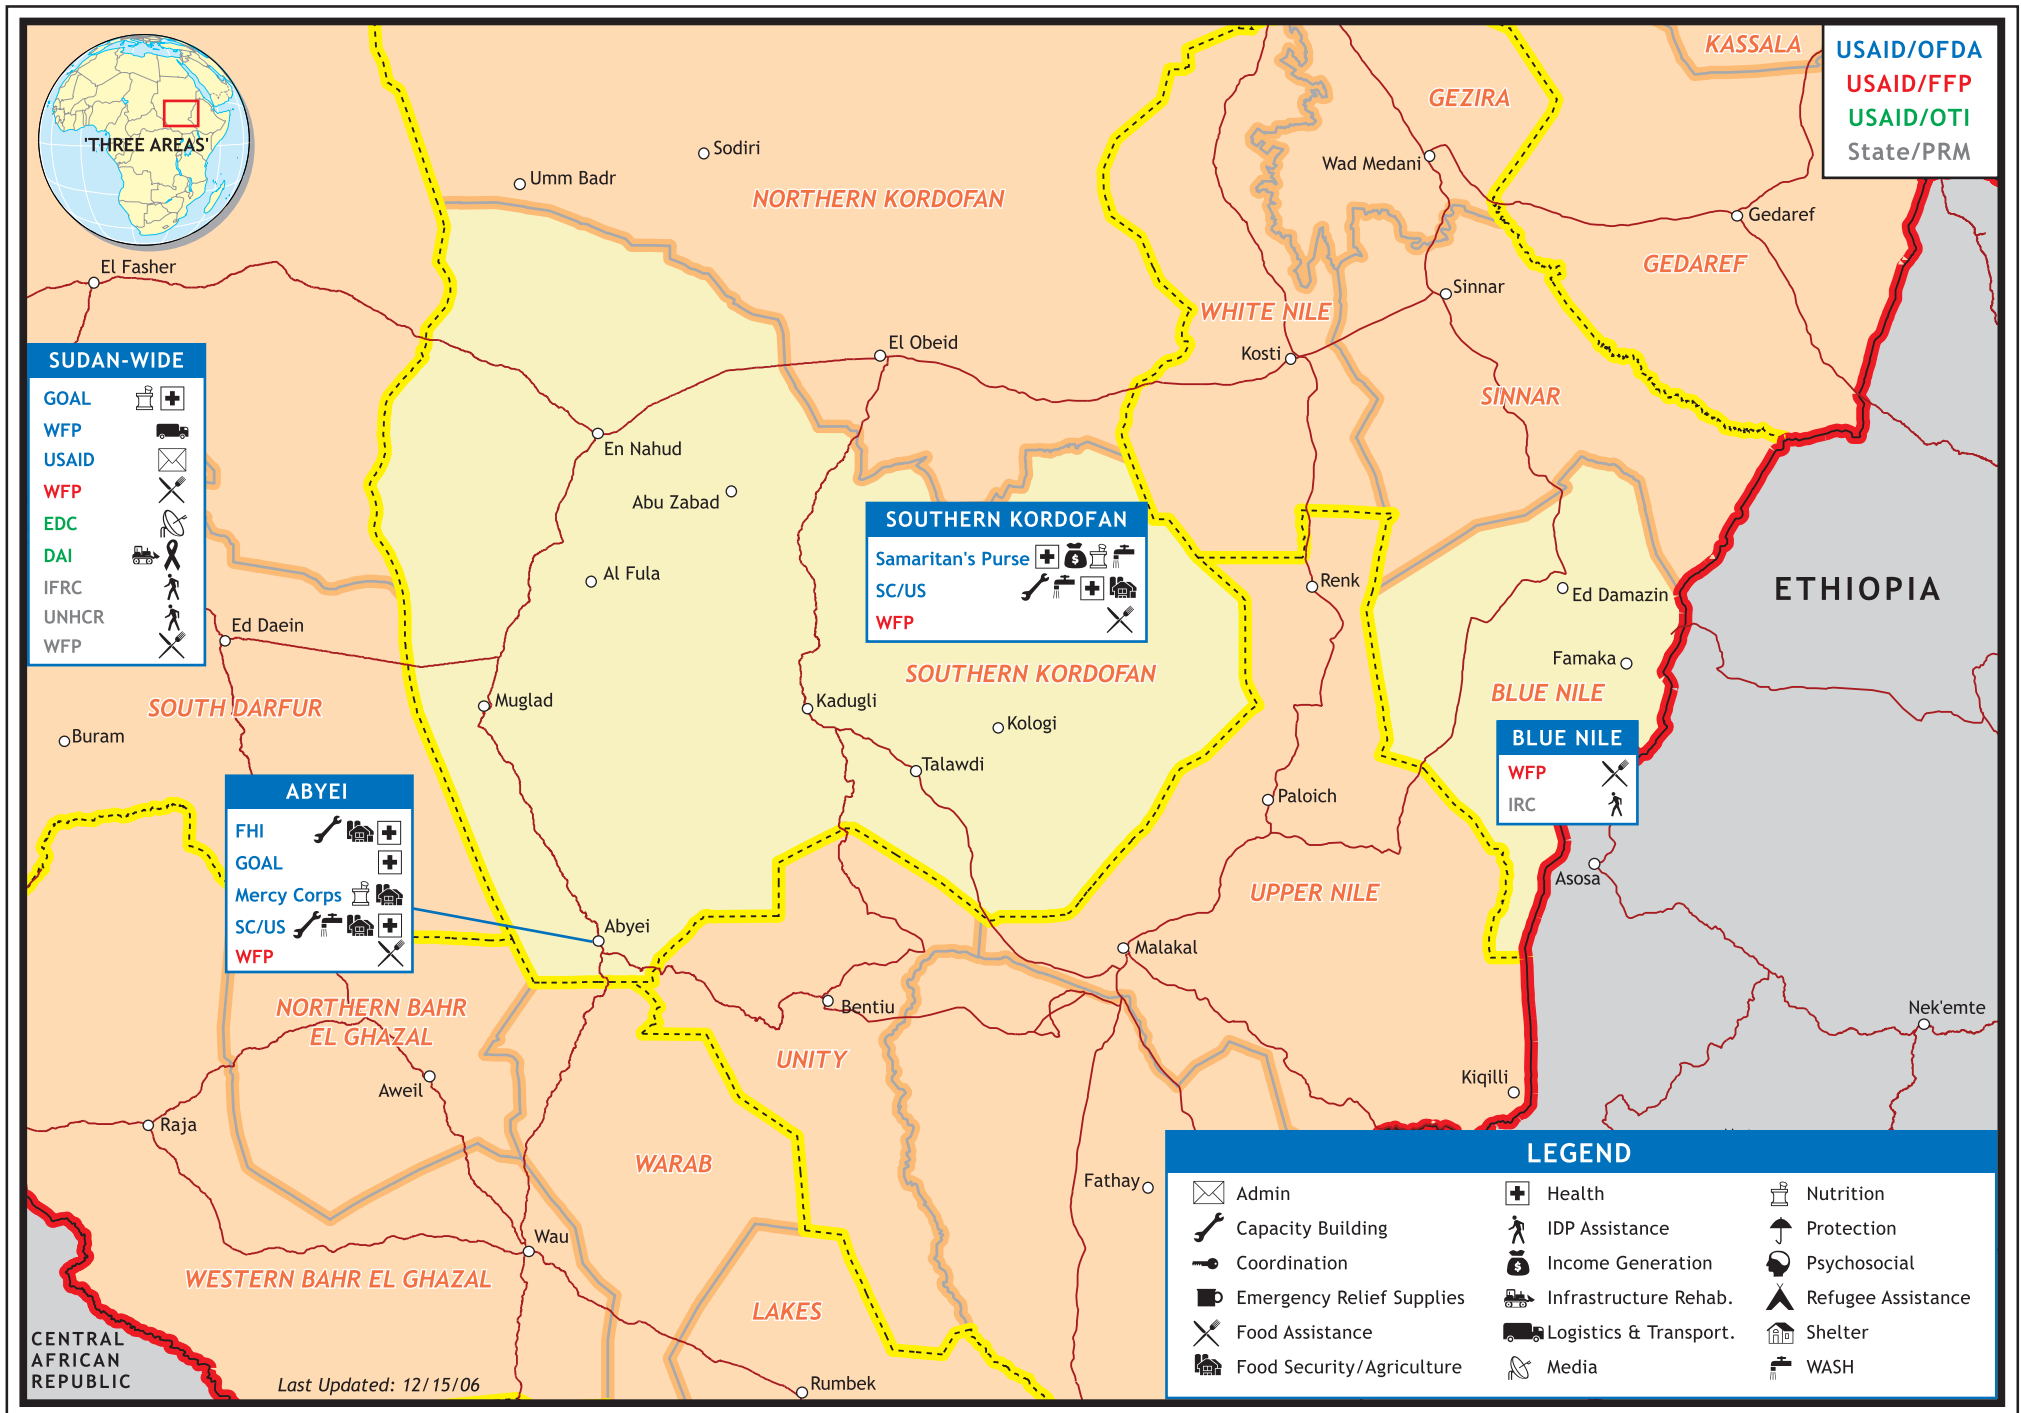 KASSALA
USAID/OFDA
USAID/FFP
USAID/OTI
State/PRM
GEZIRA
'THREE AREAS'
Sodiri
Umm Badr
Wad Medani
NORTHERN KORDOFAN
Gedaref
El Fasher
GEDAREF
Sinnar
WHITE NILE
El Obeid
Kosti
SINNAR
SUDAN-WIDE
GOAL
WFP
USAID
WFP
EDC
DAI
IFRC
UNHCR
WFP
En Nahud
Abu Zabad
Al Fula
SOUTHERN KORDOFAN
Samaritan's Purse
SC/US
WFP
Renk
Ed Damazin
ETHIOPIA
Ed Daein
Famaka
SOUTHERN KORDOFAN
BLUE NILE
SOUTH DARFUR
Muglad
Kadugli
Kologi
Buram
Talawdi
BLUE NILE
WFP
IRC
Paloich
ABYEI
FHI
GOAL
Mercy Corps
SC/US
WFP
Asosa
UPPER NILE
Abyei
Malakal
NORTHERN BAHR
EL GHAZAL
Bentiu
Nek'emte
UNITY
Aweil
Kiqilli
Raja
WARAB
Fathay
Wau
WESTERN BAHR EL GHAZAL
LAKES
CENTRAL
AFRICAN
REPUBLIC
Last Updated: 12/15/06
Rumbek
LEGEND
Admin
Capacity Building
Coordination
Emergency Relief Supplies
Food Assistance
Food Security/Agriculture
Health
IDP Assistance
Income Generation
Infrastructure Rehab.
Logistics & Transport.
Media
Nutrition
Protection
Psychosocial
Refugee Assistance
Shelter
WASH